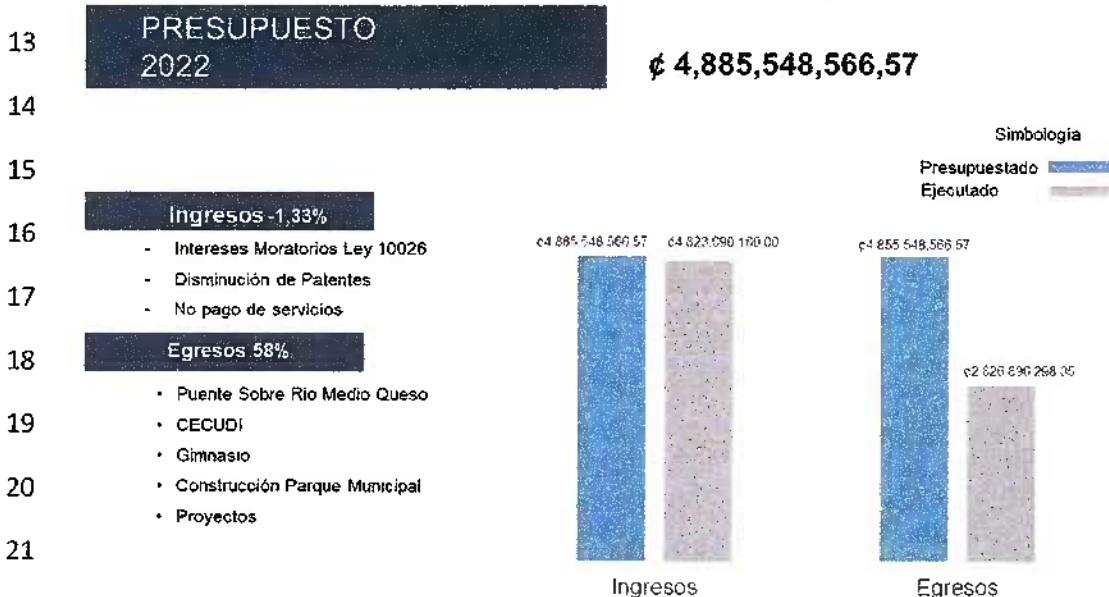 13
PRESUPUESTO
2022
¢ 4,885,548,566,57
14
Simbología
15
Presupuestado
Ejecutado
Ingresos -1,33%
16
- Intereses Moratorios Ley 10026
- Disminución de Patentes
17
- No pago de servicios
18
Egresos 58%
• Puente Sobre Rio Medio Queso
19
• CECUDI
• Gimnasio
20
• Construcción Parque Municipal
• Proyectos
21
¢4.885.548.566.57
¢4.855.548,566.57
Ingresos
Egresos